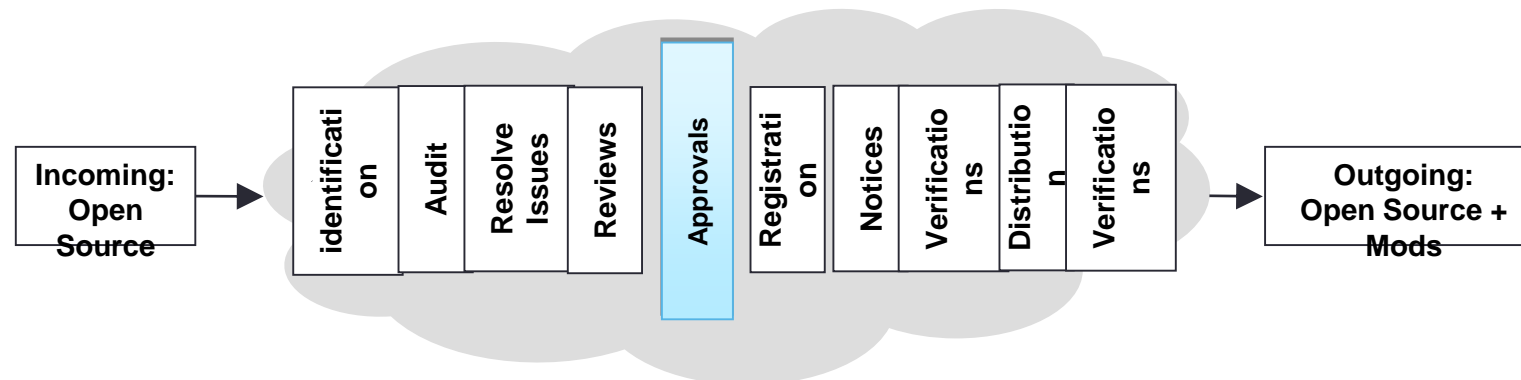 Incoming:
Open
Source
identificati
on
Audit
Resolve
Issues
Reviews
Approvals
Registrati
on
Notices
Verificatio
ns
Distributio
n
Verificatio
ns
Outgoing:
Open Source +
Mods